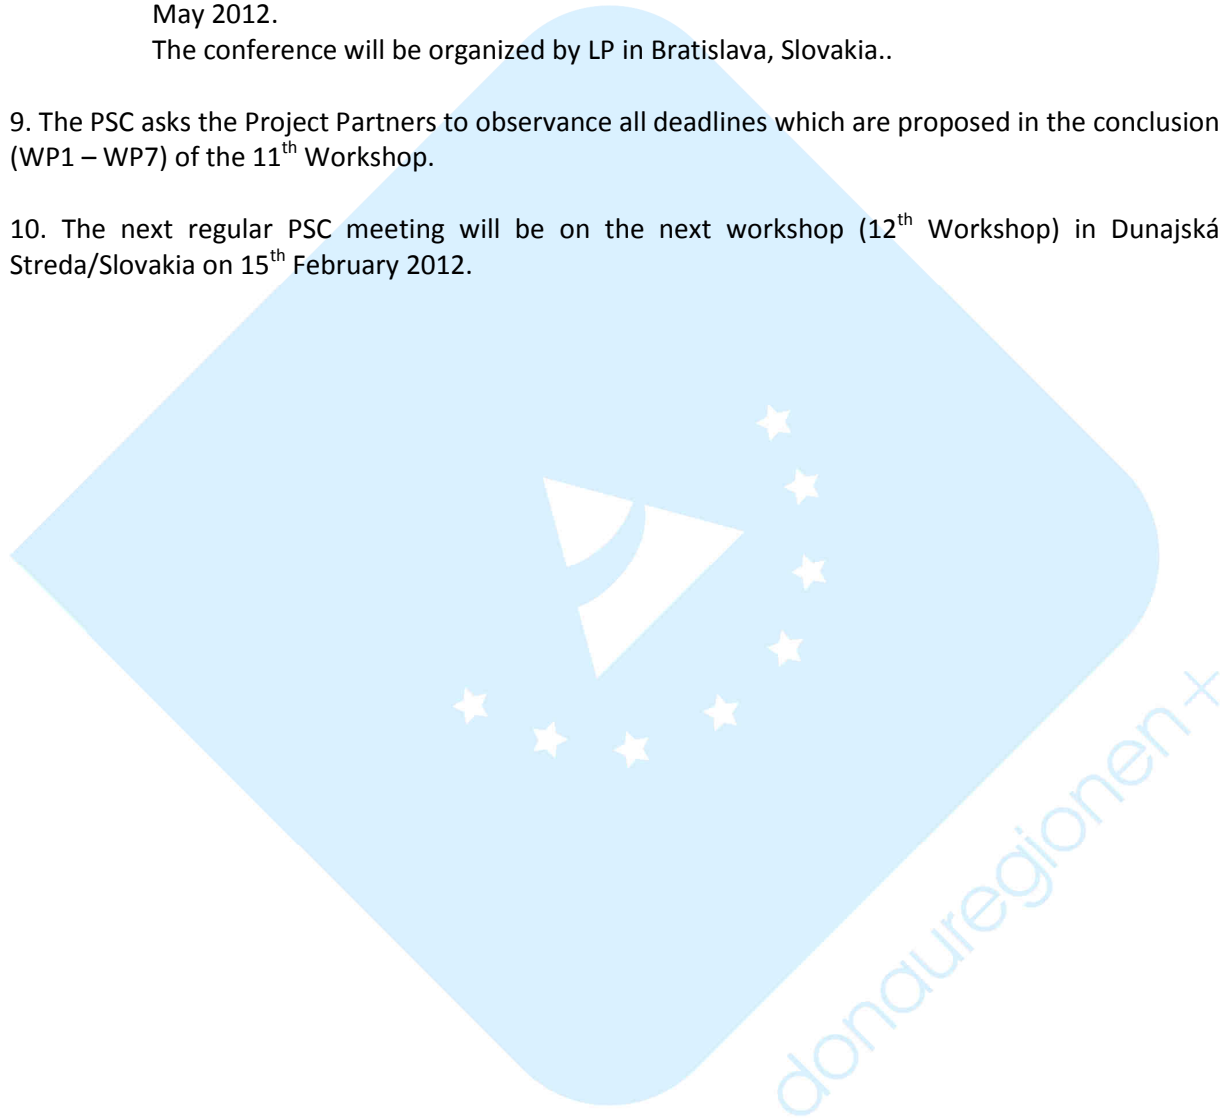 May 2012.
The conference will be organized by LP in Bratislava, Slovakia..
9. The PSC asks the Project Partners to observance all deadlines which are proposed in the conclusion
(WP1 – WP7) of the 11th Workshop.
10. The next regular PSC meeting will be on the next workshop (12th Workshop) in Dunajská
Streda/Slovakia on 15th February 2012.
donauregionen+